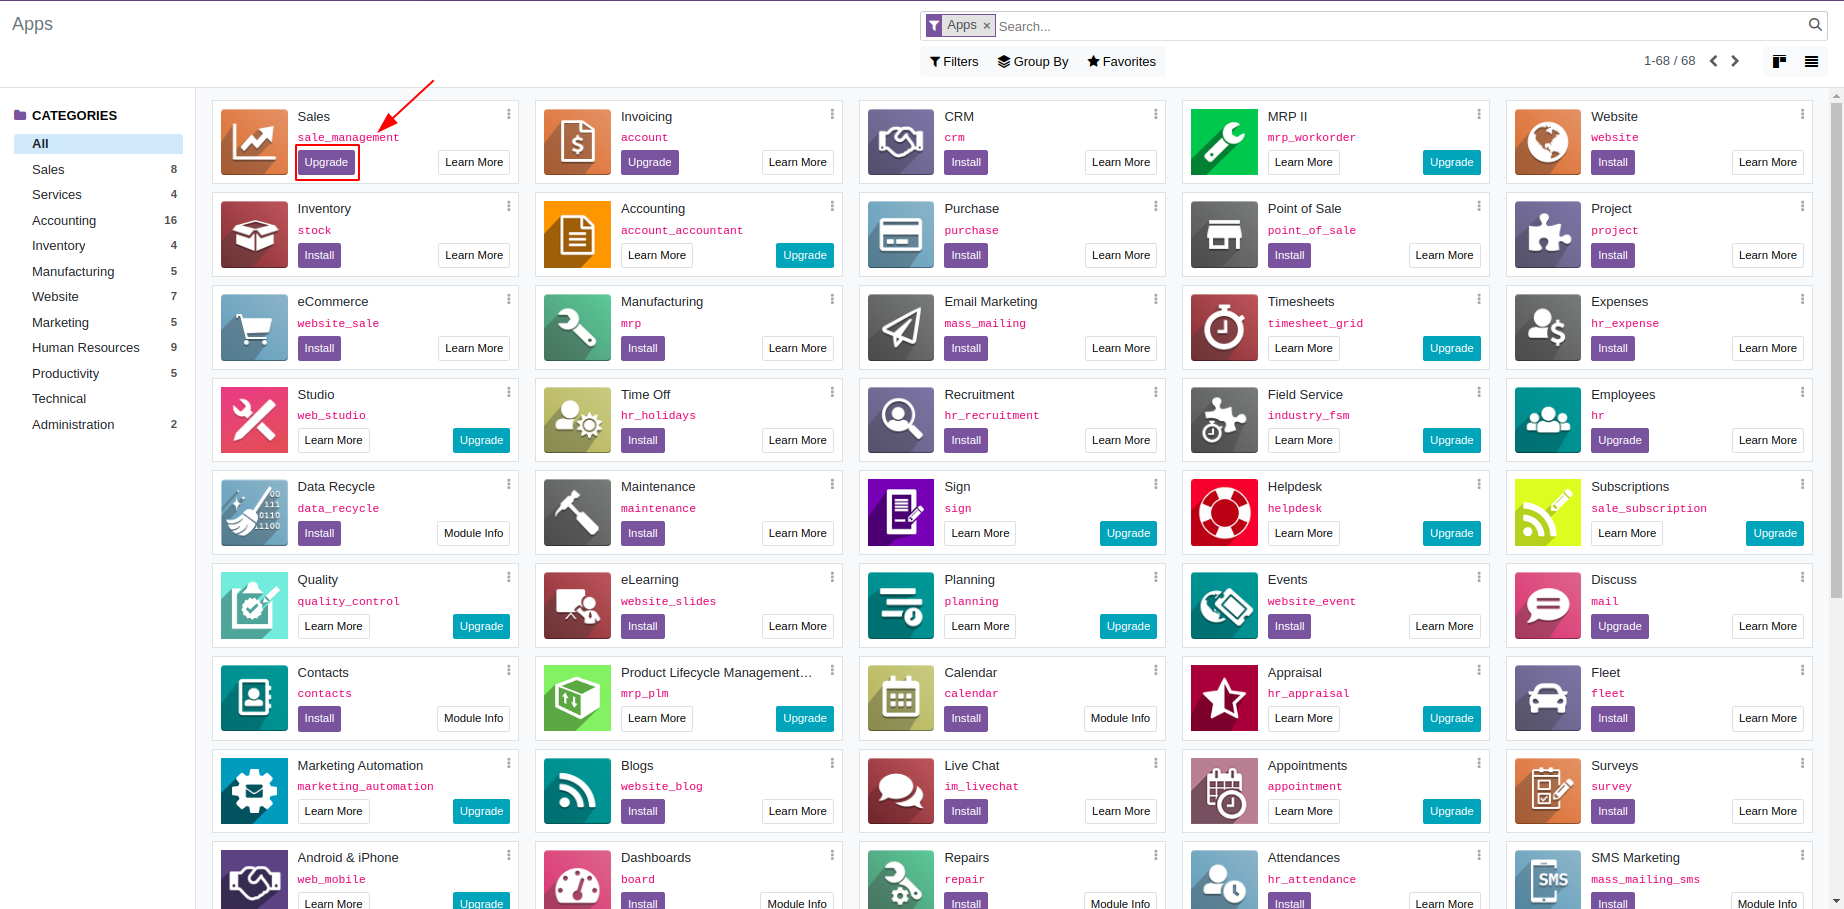 Apps
Apps × Search...
Filters Group By Favorites
1-68 / 68
CATEGORIES
All
Sales 8
Services 4
Accounting 16
Inventory 4
Manufacturing 5
Website 7
Marketing 5
Human Resources 9
Productivity 5
Technical
Administration 2
Sales
sale_management
Upgrade Learn More
Invoicing
account
Upgrade Learn More
CRM
crm
Install Learn More
MRP II
mrp_workorder
Learn More Upgrade
Website
website
Install Learn More
Inventory
stock
Install Learn More
Accounting
account_accountant
Learn More Upgrade
Purchase
purchase
Install Learn More
Point of Sale
point_of_sale
Install Learn More
Project
project
Install Learn More
eCommerce
website_sale
Install Learn More
Manufacturing
mrp
Install Learn More
Email Marketing
mass_mailing
Install Learn More
Timesheets
timesheet_grid
Learn More Upgrade
Expenses
hr_expense
Install Learn More
Studio
web_studio
Learn More Upgrade
Time Off
hr_holidays
Install Learn More
Recruitment
hr_recruitment
Install Learn More
Field Service
industry_fsm
Learn More Upgrade
Employees
hr
Upgrade Learn More
00
111
0110
11100
Data Recycle
data_recycle
Install Module Info
Maintenance
maintenance
Install Learn More
Sign
sign
Learn More Upgrade
Helpdesk
helpdesk
Learn More Upgrade
Subscriptions
sale_subscription
Learn More Upgrade
Quality
quality_control
Learn More Upgrade
eLearning
website_slides
Install Learn More
Planning
planning
Learn More Upgrade
Events
website_event
Install Learn More
Discuss
mail
Upgrade Learn More
Contacts
contacts
Install Module Info
Product Lifecycle Management...
mrp_plm
Learn More Upgrade
Calendar
calendar
Install Module Info
Appraisal
hr_appraisal
Learn More Upgrade
Fleet
fleet
Install Learn More
Marketing Automation
marketing_automation
Learn More Upgrade
Blogs
website_blog
Install Learn More
Live Chat
im_livechat
Install Learn More
Appointments
appointment
Learn More Upgrade
Surveys
survey
Install Learn More
Android & iPhone
web_mobile
Learn More Upgrade
Dashboards
board
Install Module Info
Repairs
repair
Install Module Info
Attendances
hr_attendance
Install Learn More
SMS
SMS Marketing
mass_mailing_sms
Install Module Info